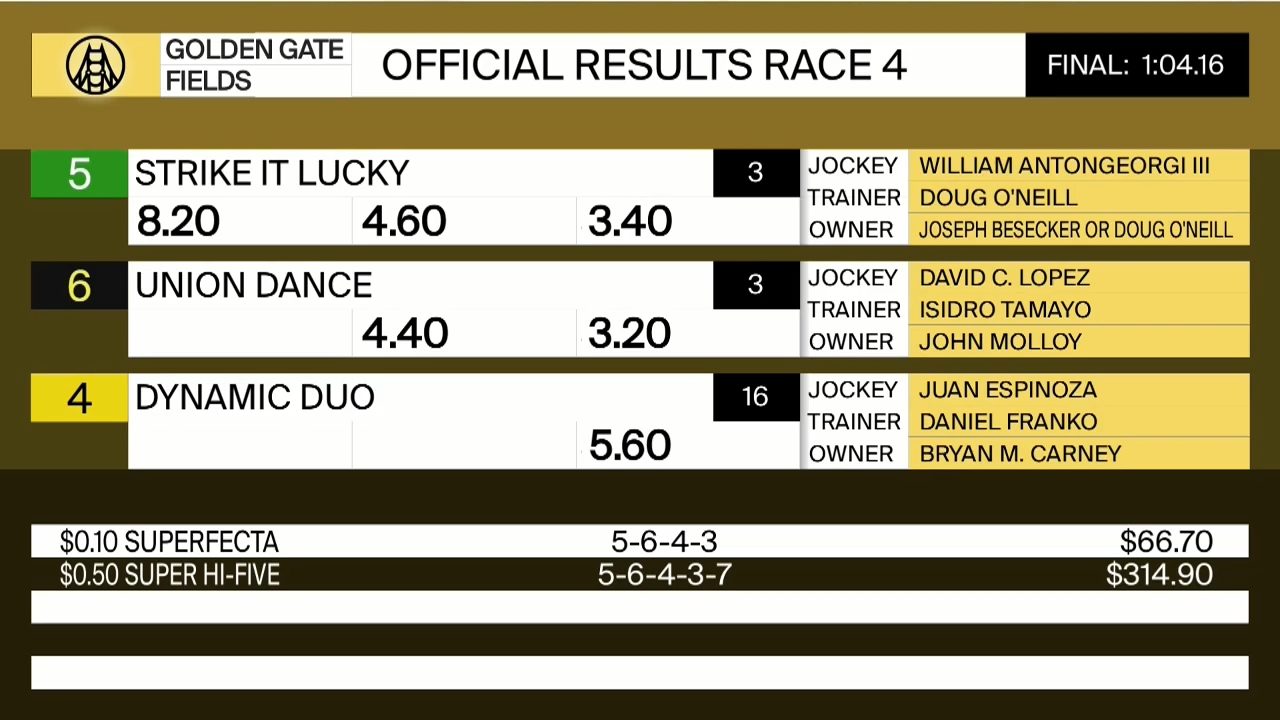 GOLDEN GATE
FIELDS
OFFICIAL RESULTS RACE 4
FINAL: 1:04.16
5 STRIKE IT LUCKY 3
8.20 4.60 3.40
JOCKEY WILLIAM ANTONGEORGI III
TRAINER DOUG O'NEILL
OWNER JOSEPH BESECKER OR DOUG O'NEILL
6 UNION DANCE 3
4.40 3.20
JOCKEY DAVID C. LOPEZ
TRAINER ISIDRO TAMAYO
OWNER JOHN MOLLOY
4 DYNAMIC DUO 16
5.60
JOCKEY JUAN ESPINOZA
TRAINER DANIEL FRANKO
OWNER BRYAN M. CARNEY
$0.10 SUPERFECTA 5-6-4-3 $66.70
$0.50 SUPER HI-FIVE 5-6-4-3-7 $314.90